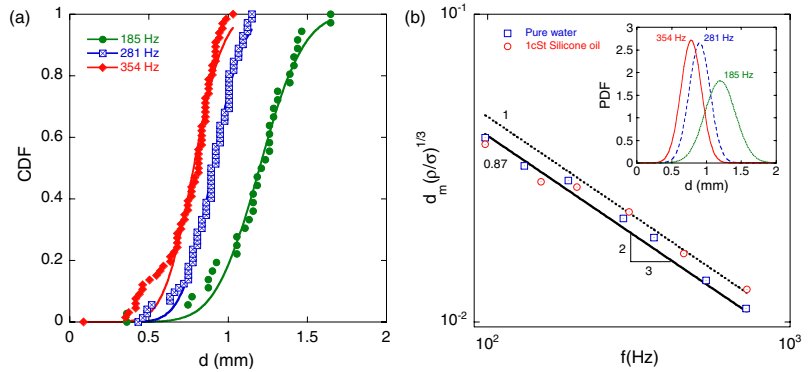 (a)
185 Hz
281 Hz
354 Hz
CDF
1
0.8
0.6
0.4
0.2
0
0 0.5 1 1.5 2
d (mm)
(b)
10⁻¹
Pure water
1cSt Silicone oil
354 Hz
281 Hz
185 Hz
PDF
3
2.5
2
1.5
1
0.5
0
0 0.5 1 1.5 2
d (mm)
1
0.87
2
3
dₘ (ρ/σ)¹ᐟ³
10⁻²
10² 10³
f(Hz)